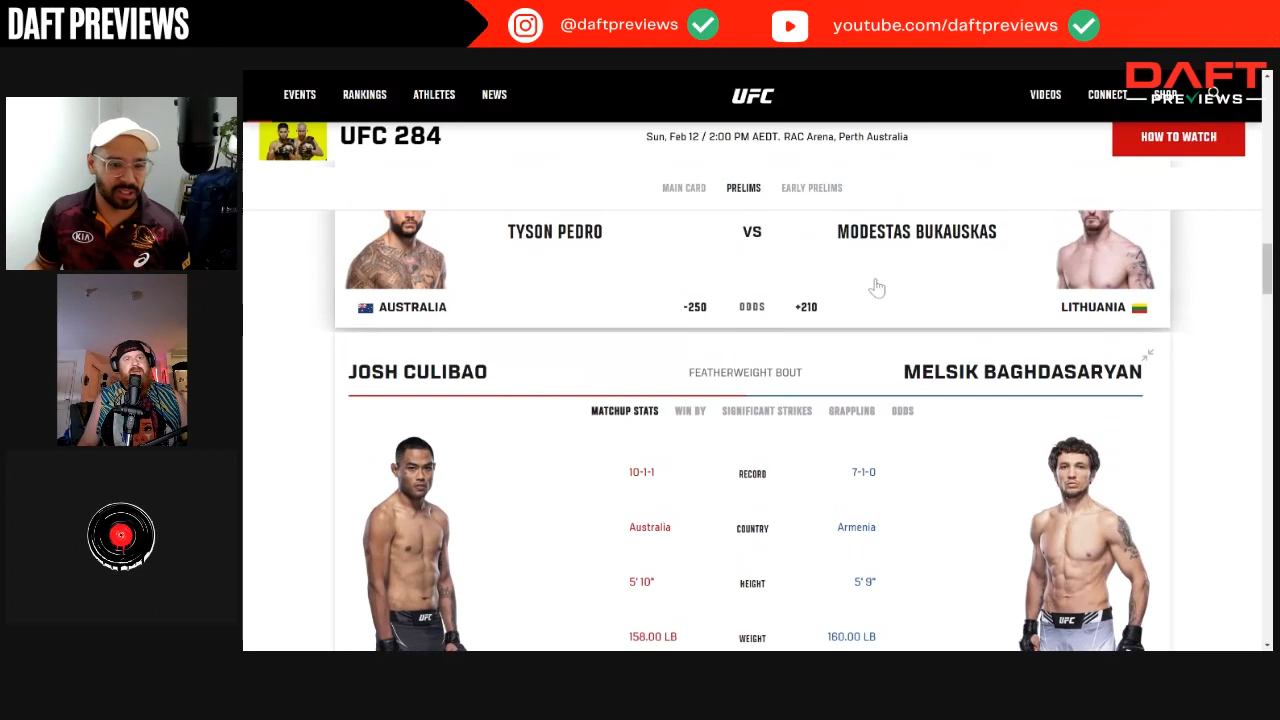 DAFT PREVIEWS
@daftpreviews
youtube.com/daftpreviews
DAFT
PREVIEWS
EVENTS RANKINGS ATHLETES NEWS
UFC
VIDEOS CONNECT SHOP
UFC 284
Sun, Feb 12 / 2:00 PM AEDT. RAC Arena, Perth Australia
HOW TO WATCH
MAIN CARD PRELIMS EARLY PRELIMS
TYSON PEDRO VS MODESTAS BUKAUSKAS
AUSTRALIA -250 ODDS +210 LITHUANIA
JOSH CULIBAO FEATHERWEIGHT BOUT MELSIK BAGHDASARYAN
MATCHUP STATS WIN BY SIGNIFICANT STRIKES GRAPPLING ODDS
10-1-1 RECORD 7-1-0
Australia COUNTRY Armenia
5' 10" HEIGHT 5' 9"
158.00 LB WEIGHT 160.00 LB
KIA
UFC
UFC